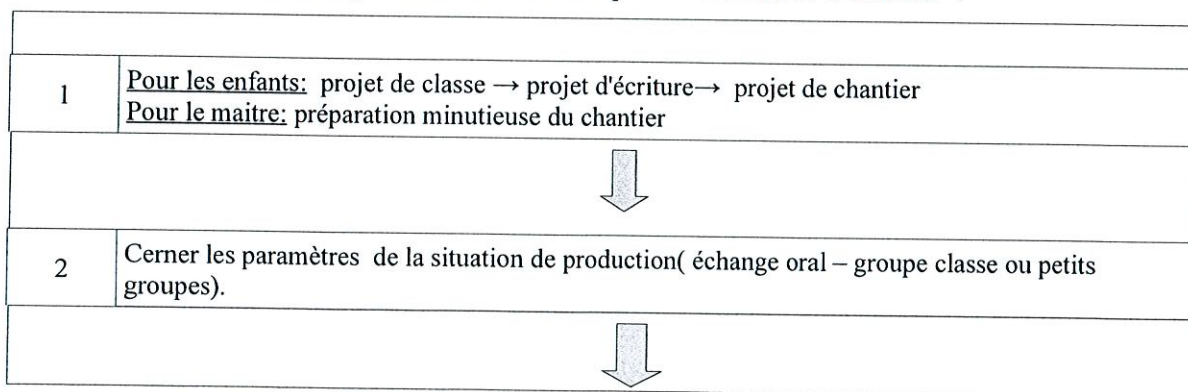 1
Pour les enfants: projet de classe → projet d'écriture→ projet de chantier
Pour le maitre: préparation minutieuse du chantier
2
Cerner les paramètres de la situation de production( échange oral – groupe classe ou petits
groupes).